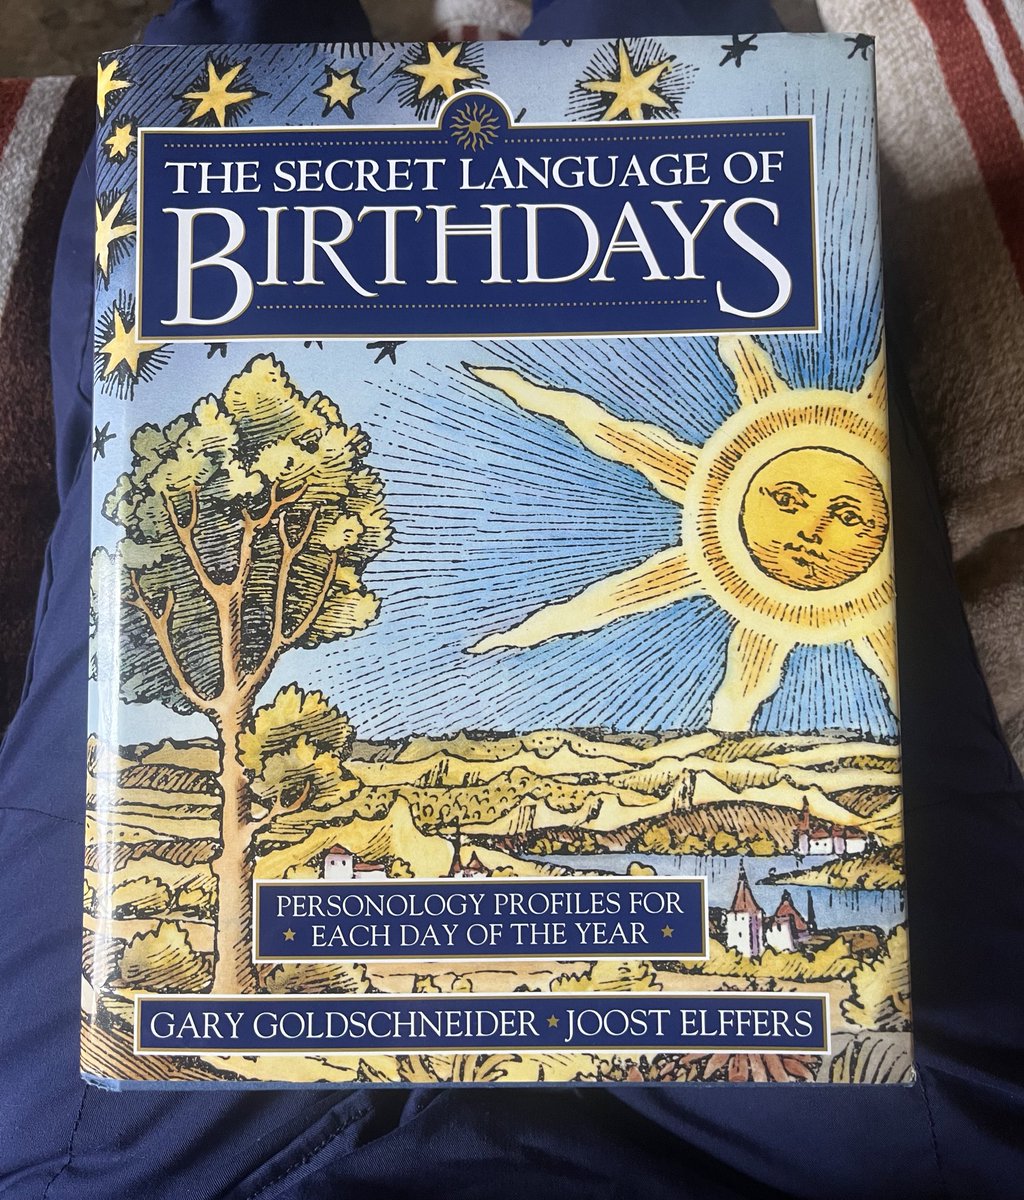 THE SECRET LANGUAGE OF
BIRTHDAYS
PERSONOLOGY PROFILES FOR
EACH DAY OF THE YEAR
GARY GOLDSCHNEIDER ★ JOOST ELFFERS